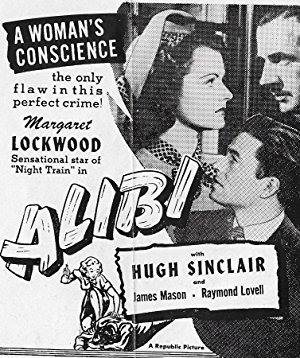 A WOMAN'S
CONSCIENCE
the only
flaw in this
perfect crime!
Margaret
LOCKWOOD
Sensational star of
"Night Train" in
ALIBI
with
HUGH SINCLAIR
and
James Mason - Raymond Lovell
A Republic Picture